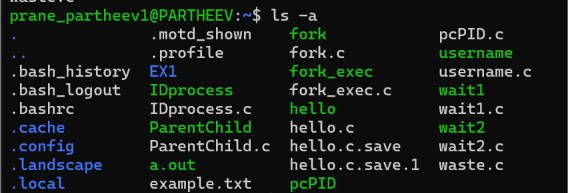 prane_partheev1@PARTHEEV:~$ ls -a
. .motd_shown fork pcPID.c
.. .profile fork.c username
.bash_history EX1 fork_exec username.c
.bash_logout IDprocess fork_exec.c wait1
.bashrc IDprocess.c hello wait1.c
.cache ParentChild hello.c wait2
.config ParentChild.c hello.c.save wait2.c
.landscape a.out hello.c.save.1 waste.c
.local example.txt pcPID